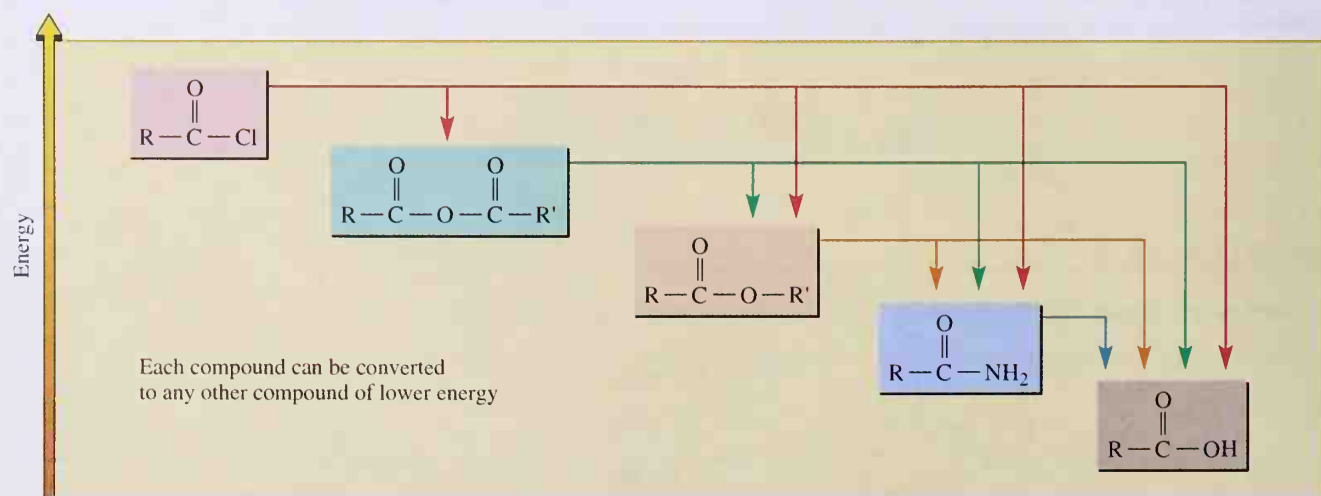 O
R — C — Cl
O O
R — C — O — C — R'
O
R — C — O — R'
O
R — C — NH₂
O
R — C — OH
Energy
Each compound can be converted
to any other compound of lower energy